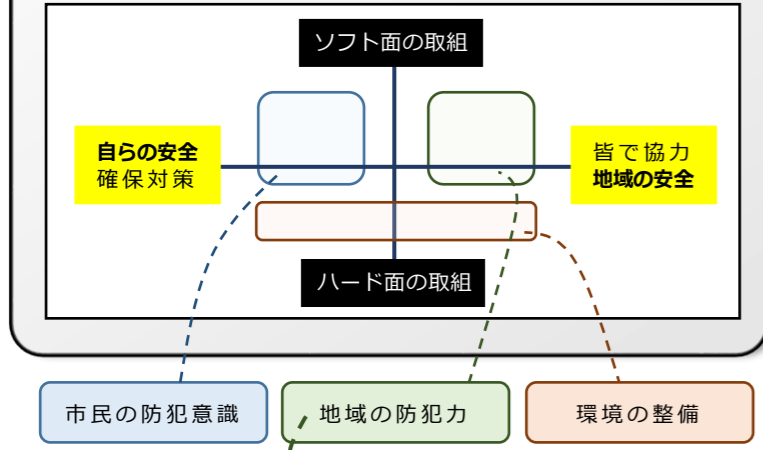 ソフト面の取組
自らの安全
確保対策
皆で協力
地域の安全
ハード面の取組
市民の防犯意識
地域の防犯力
環境の整備